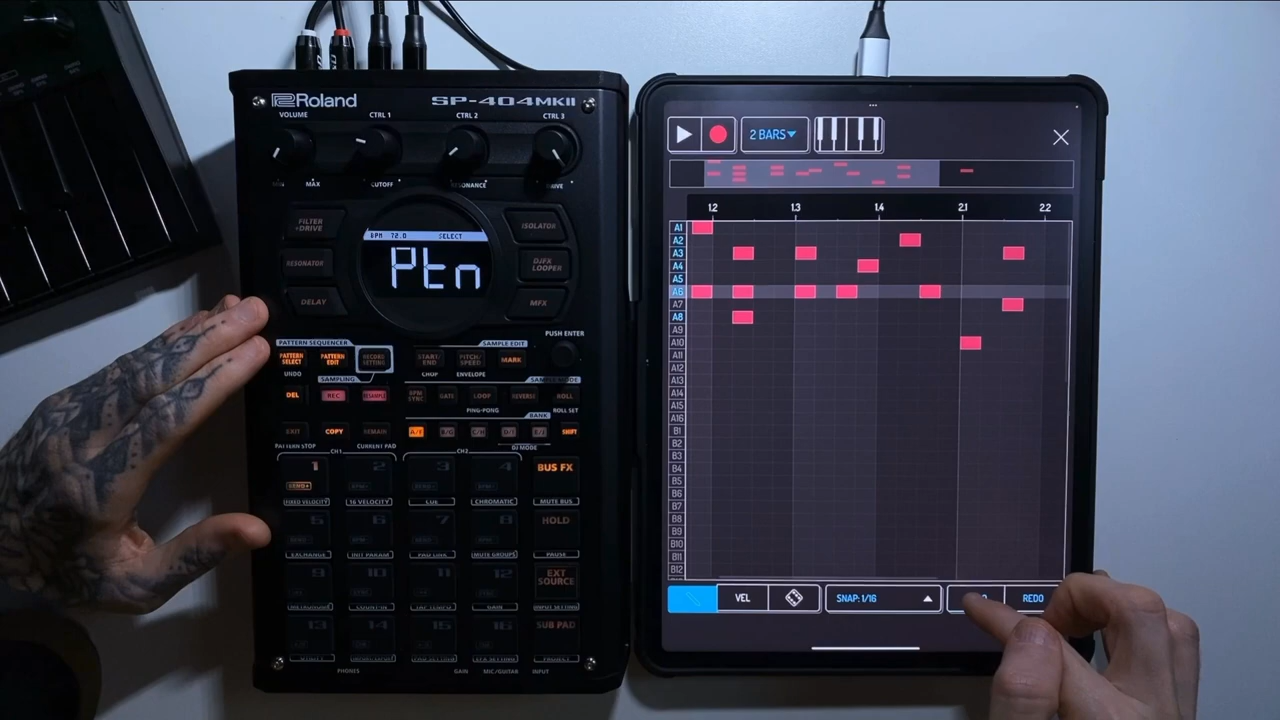 Roland
SP-404MKII
VOLUME
CTRL 1
CTRL 2
CTRL 3
MAX
CUTOFF
RESONANCE
DRIVE
FILTER
+DRIVE
ISOLATOR
BPM 72.0 SELECT
Ptn
RESONATOR
DJFX
LOOPER
DELAY
MFX
PUSH ENTER
PATTERN SEQUENCER
SAMPLE EDIT
PATTERN
SELECT
PATTERN
EDIT
RECORD
SETTING
START/
END
PITCH/
SPEED
MARK
UNDO
CHOP
ENVELOPE
SAMPLING
SAMPLE MODE
DEL
REC
RESAMPLE
BPM
SYNC
GATE
LOOP
REVERSE
ROLL
PING-PONG
ROLL SET
BANK
EXIT
COPY
REMAIN
A/F
B/G
C/H
D/I
E/J
SHIFT
PATTERN STOP
CURRENT PAD
DJ MODE
CH1
CH2
1
2
3
4
BUS FX
FIXED VELOCITY
16 VELOCITY
CUE
CHROMATIC
MUTE BUS
5
6
7
8
HOLD
EXCHANGE
INIT PARAM
PAD LINK
MUTE GROUPS
PAUSE
9
10
11
12
EXT
SOURCE
METRONOME
COUNT-IN
TAP TEMPO
GAIN
INPUT SETTING
13
14
15
16
SUB PAD
PHONES
GAIN
MIC/GUITAR
INPUT
2 BARS
1.2
1.3
1.4
2.1
2.2
A1
A2
A3
A4
A5
A6
A7
A8
A9
A10
A11
A12
A13
A14
A15
A16
B1
B2
B3
B4
B5
B6
B7
B8
B9
B10
B11
B12
VEL
SNAP: 1/16
REDO